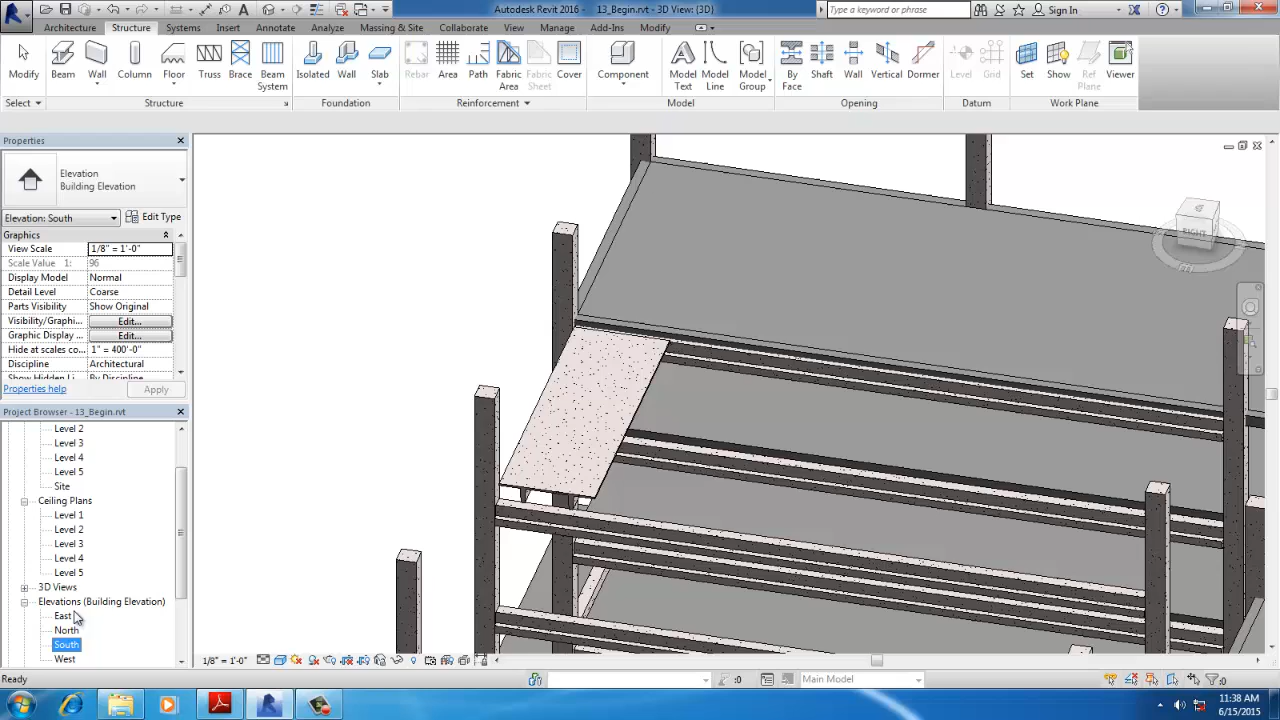 Autodesk Revit 2016 - 13_Begin.rvt - 3D View: {3D}
Type a keyword or phrase
Sign In
Architecture Structure Systems Insert Annotate Analyze Massing & Site Collaborate View Manage Add-Ins Modify
Modify Beam Wall Column Floor Truss Brace Beam System Isolated Wall Slab Rebar Area Path Fabric Area Fabric Sheet Cover Component Model Text Model Line Model Group By Face Shaft Wall Vertical Dormer Level Grid Set Show Ref Plane Viewer
Select Structure Foundation Reinforcement Model Opening Datum Work Plane
Properties
Elevation
Building Elevation
Elevation: South Edit Type
Graphics
View Scale 1/8" = 1'-0"
Scale Value 1: 96
Display Model Normal
Detail Level Coarse
Parts Visibility Show Original
Visibility/Graphi... Edit...
Graphic Display ... Edit...
Hide at scales co... 1" = 400'-0"
Discipline Architectural
Show Hidden Li... By Discipline
Properties help Apply
Project Browser - 13_Begin.rvt
Level 2
Level 3
Level 4
Level 5
Site
Ceiling Plans
Level 1
Level 2
Level 3
Level 4
Level 5
3D Views
Elevations (Building Elevation)
East
North
South
West
RIGHT
1/8" = 1'-0"
Ready
:0
Main Model
11:38 AM
6/15/2015